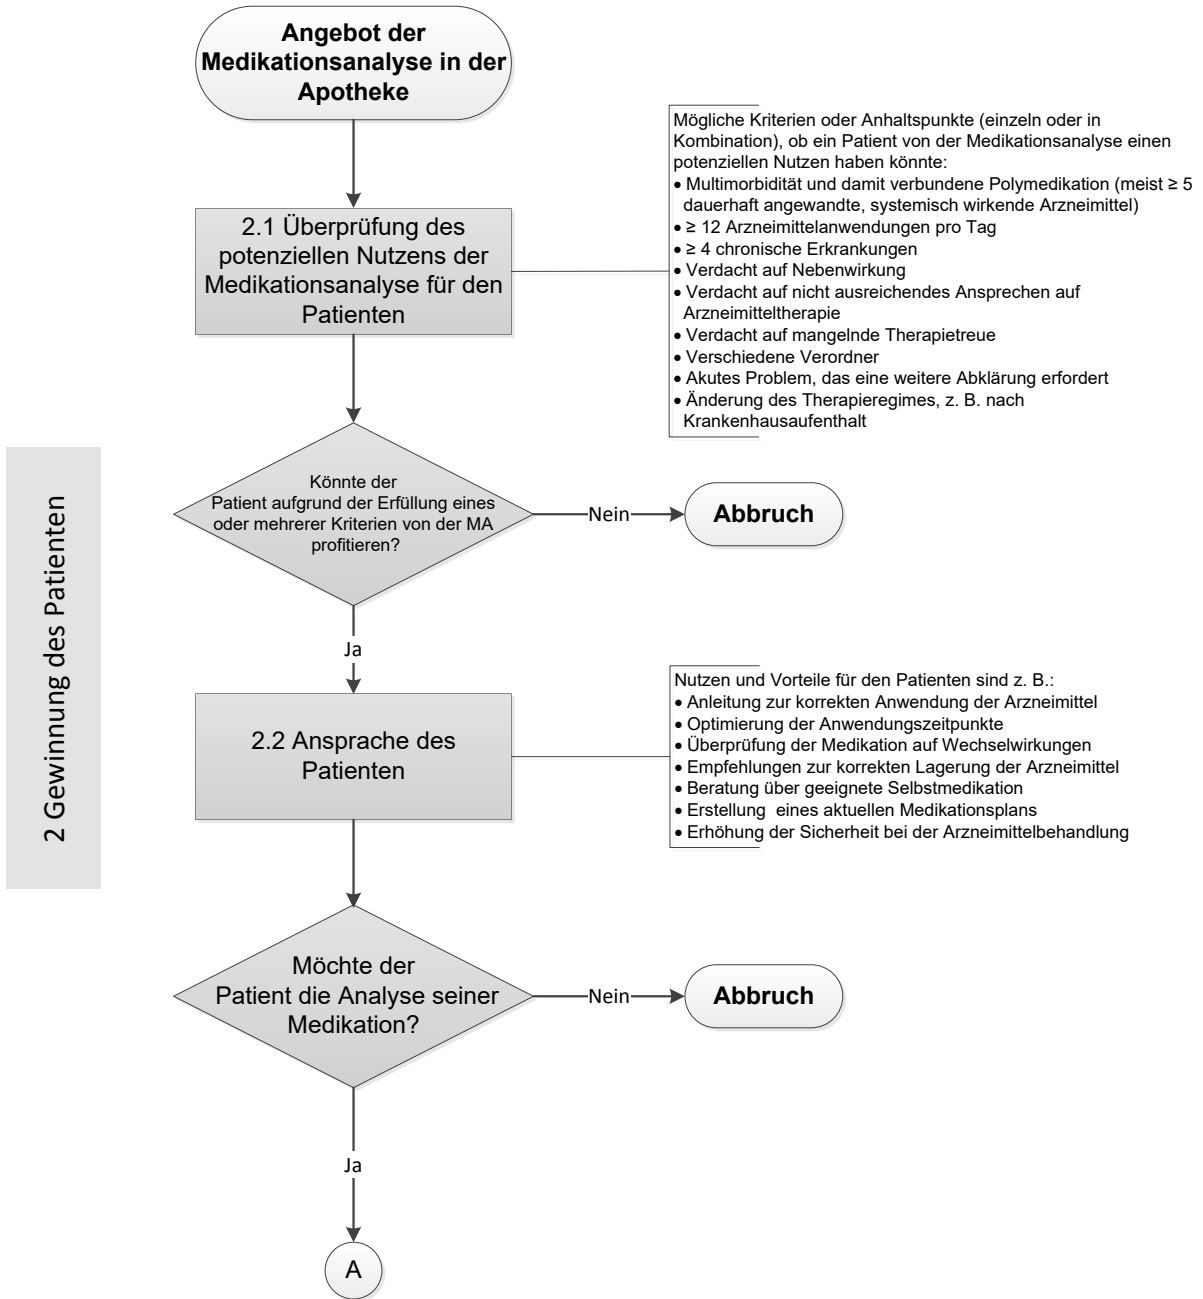 Angebot der
Medikationsanalyse in der
Apotheke
Mögliche Kriterien oder Anhaltspunkte (einzeln oder in
Kombination), ob ein Patient von der Medikationsanalyse einen
potenziellen Nutzen haben könnte:
• Multimorbidität und damit verbundene Polymedikation (meist ≥ 5
dauerhaft angewandte, systemisch wirkende Arzneimittel)
• ≥ 12 Arzneimittelanwendungen pro Tag
• ≥ 4 chronische Erkrankungen
• Verdacht auf Nebenwirkung
• Verdacht auf nicht ausreichendes Ansprechen auf
Arzneimitteltherapie
• Verdacht auf mangelnde Therapietreue
• Verschiedene Verordner
• Akutes Problem, das eine weitere Abklärung erfordert
• Änderung des Therapieregimes, z. B. nach
Krankenhausaufenthalt
2.1 Überprüfung des
potenziellen Nutzens der
Medikationsanalyse für den
Patienten
2 Gewinnung des Patienten
Könnte der
Patient aufgrund der Erfüllung eines
oder mehrerer Kriterien von der MA
profitieren?
Nein
Abbruch
Ja
2.2 Ansprache des
Patienten
Nutzen und Vorteile für den Patienten sind z. B.:
• Anleitung zur korrekten Anwendung der Arzneimittel
• Optimierung der Anwendungszeitpunkte
• Überprüfung der Medikation auf Wechselwirkungen
• Empfehlungen zur korrekten Lagerung der Arzneimittel
• Beratung über geeignete Selbstmedikation
• Erstellung eines aktuellen Medikationsplans
• Erhöhung der Sicherheit bei der Arzneimittelbehandlung
Möchte der
Patient die Analyse seiner
Medikation?
Nein
Abbruch
Ja
A